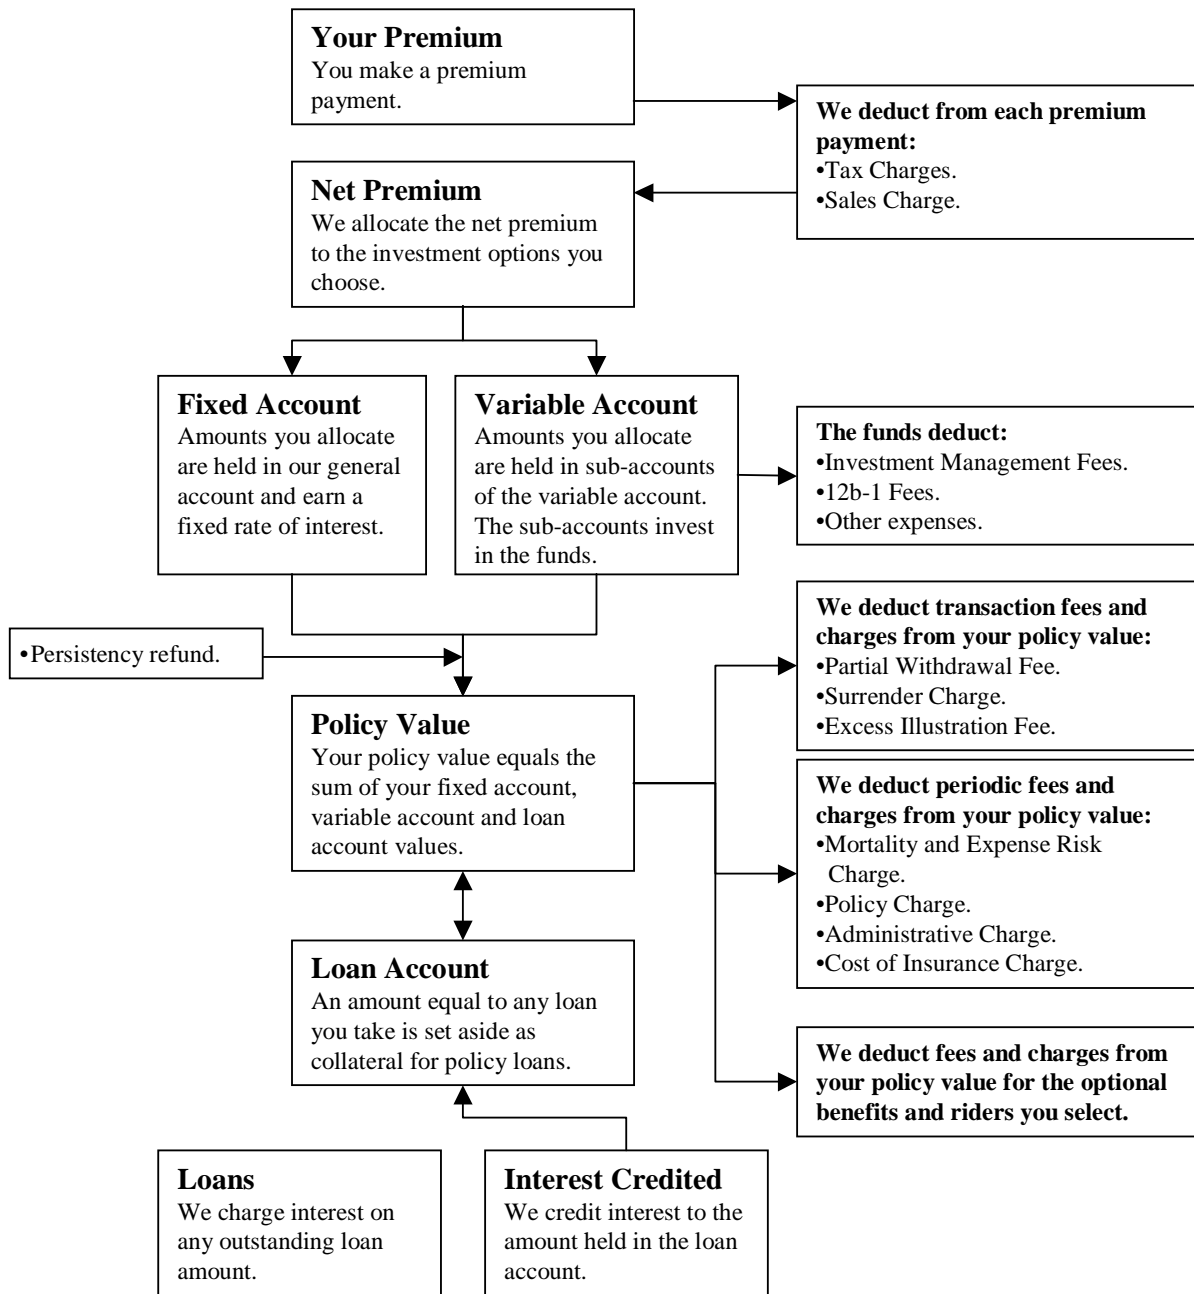 Your Premium
You make a premium
payment.
We deduct from each premium
payment:
•Tax Charges.
•Sales Charge.
Net Premium
We allocate the net premium
to the investment options you
choose.
Fixed Account
Amounts you allocate
are held in our general
account and earn a
fixed rate of interest.
Variable Account
Amounts you allocate
are held in sub-accounts
of the variable account.
The sub-accounts invest
in the funds.
The funds deduct:
•Investment Management Fees.
•12b-1 Fees.
•Other expenses.
•Persistency refund.
We deduct transaction fees and
charges from your policy value:
•Partial Withdrawal Fee.
•Surrender Charge.
•Excess Illustration Fee.
Policy Value
Your policy value equals the
sum of your fixed account,
variable account and loan
account values.
We deduct periodic fees and
charges from your policy value:
•Mortality and Expense Risk
Charge.
•Policy Charge.
•Administrative Charge.
•Cost of Insurance Charge.
Loan Account
An amount equal to any loan
you take is set aside as
collateral for policy loans.
We deduct fees and charges from
your policy value for the optional
benefits and riders you select.
Loans
We charge interest on
any outstanding loan
amount.
Interest Credited
We credit interest to the
amount held in the loan
account.